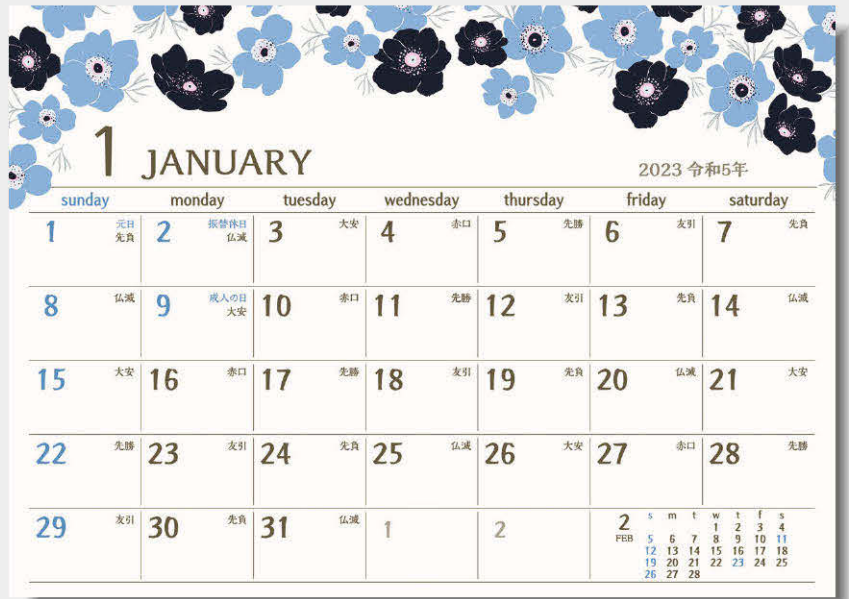 1 JANUARY
2023 令和5年
sunday monday tuesday wednesday thursday friday saturday
1 元日 先負 2 振替休日 仏滅 3 大安 4 赤口 5 先勝 6 友引 7 先負
8 仏滅 9 成人の日 大安 10 赤口 11 先勝 12 友引 13 先負 14 仏滅
15 大安 16 赤口 17 先勝 18 友引 19 先負 20 仏滅 21 大安
22 先勝 23 友引 24 先負 25 仏滅 26 大安 27 赤口 28 先勝
29 友引 30 先負 31 仏滅 1 2
2 FEB
s m t w t f s
1 2 3 4
5 6 7 8 9 10 11
12 13 14 15 16 17 18
19 20 21 22 23 24 25
26 27 28